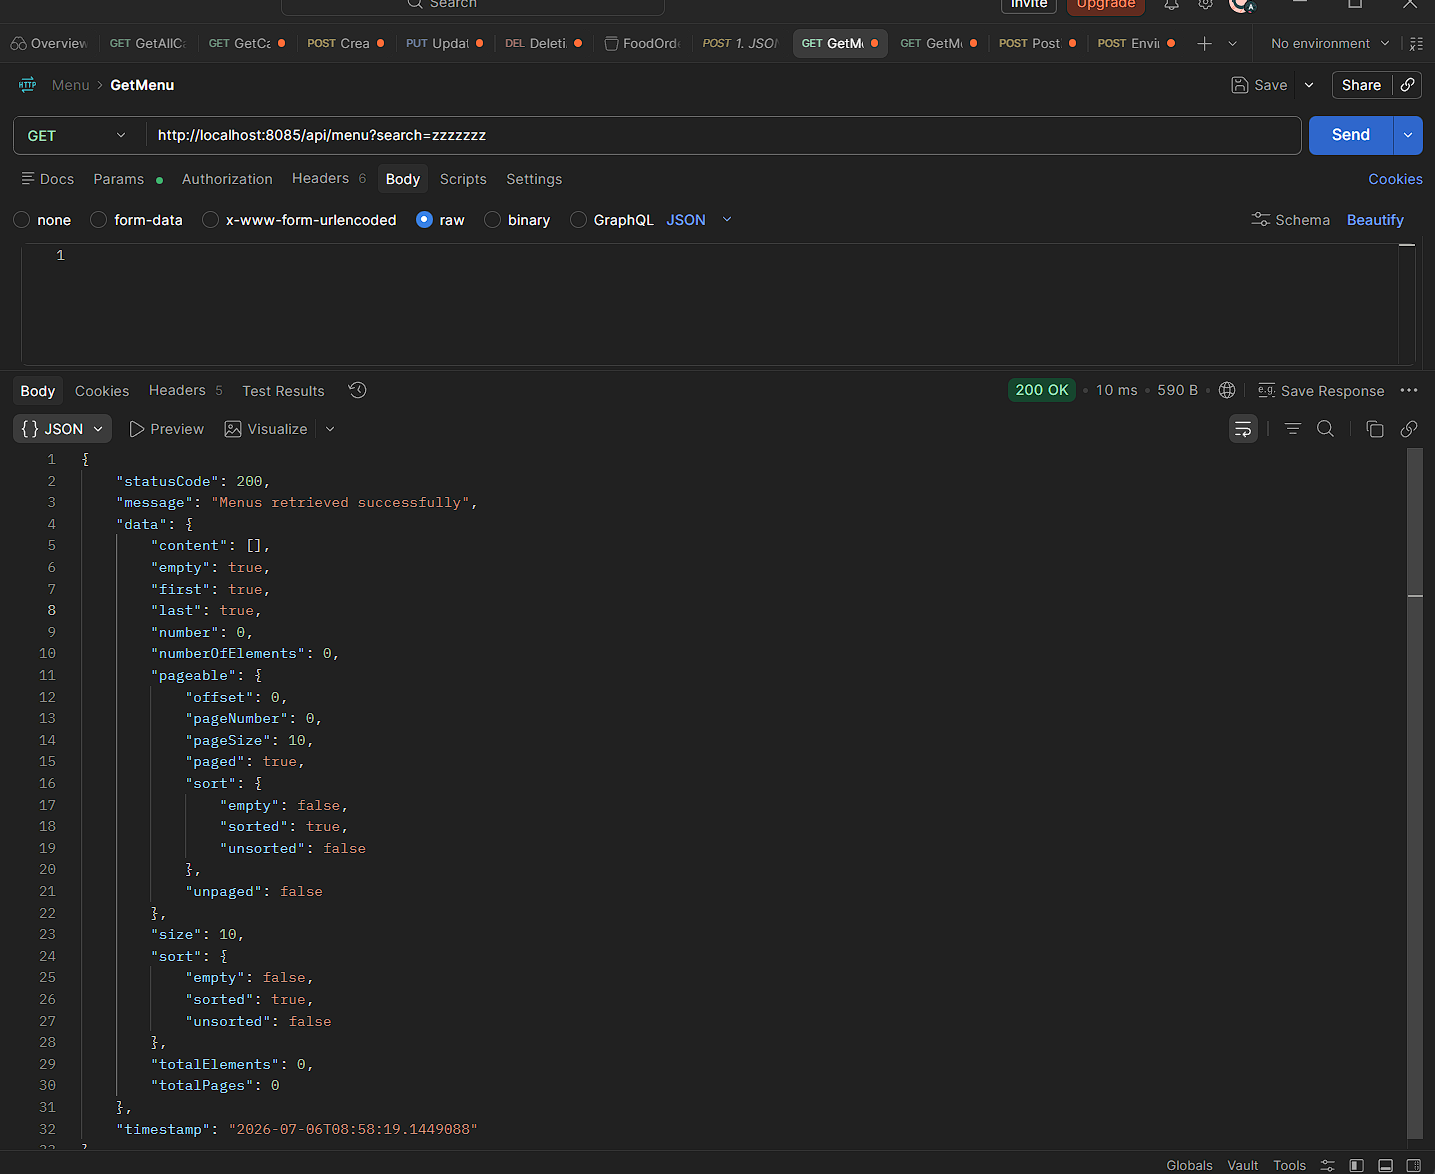 Search Invite Upgrade
Overview GET GetAllCa GET GetCa POST Crea PUT Updat DEL Deleti FoodOrde POST 1. JSON GET GetMe GET GetMe POST Post POST Envir No environment
HTTP Menu > GetMenu Save Share
GET http://localhost:8085/api/menu?search=zzzzzzz Send
Docs Params Authorization Headers 6 Body Scripts Settings Cookies
none form-data x-www-form-urlencoded raw binary GraphQL JSON Schema Beautify
1
Body Cookies Headers 5 Test Results 200 OK • 10 ms • 590 B • e.g. Save Response
{} JSON Preview Visualize
1 {
2 "statusCode": 200,
3 "message": "Menus retrieved successfully",
4 "data": {
5 "content": [],
6 "empty": true,
7 "first": true,
8 "last": true,
9 "number": 0,
10 "numberOfElements": 0,
11 "pageable": {
12 "offset": 0,
13 "pageNumber": 0,
14 "pageSize": 10,
15 "paged": true,
16 "sort": {
17 "empty": false,
18 "sorted": true,
19 "unsorted": false
20 },
21 "unpaged": false
22 },
23 "size": 10,
24 "sort": {
25 "empty": false,
26 "sorted": true,
27 "unsorted": false
28 },
29 "totalElements": 0,
30 "totalPages": 0
31 },
32 "timestamp": "2026-07-06T08:58:19.1449088"
33 }
Globals Vault Tools